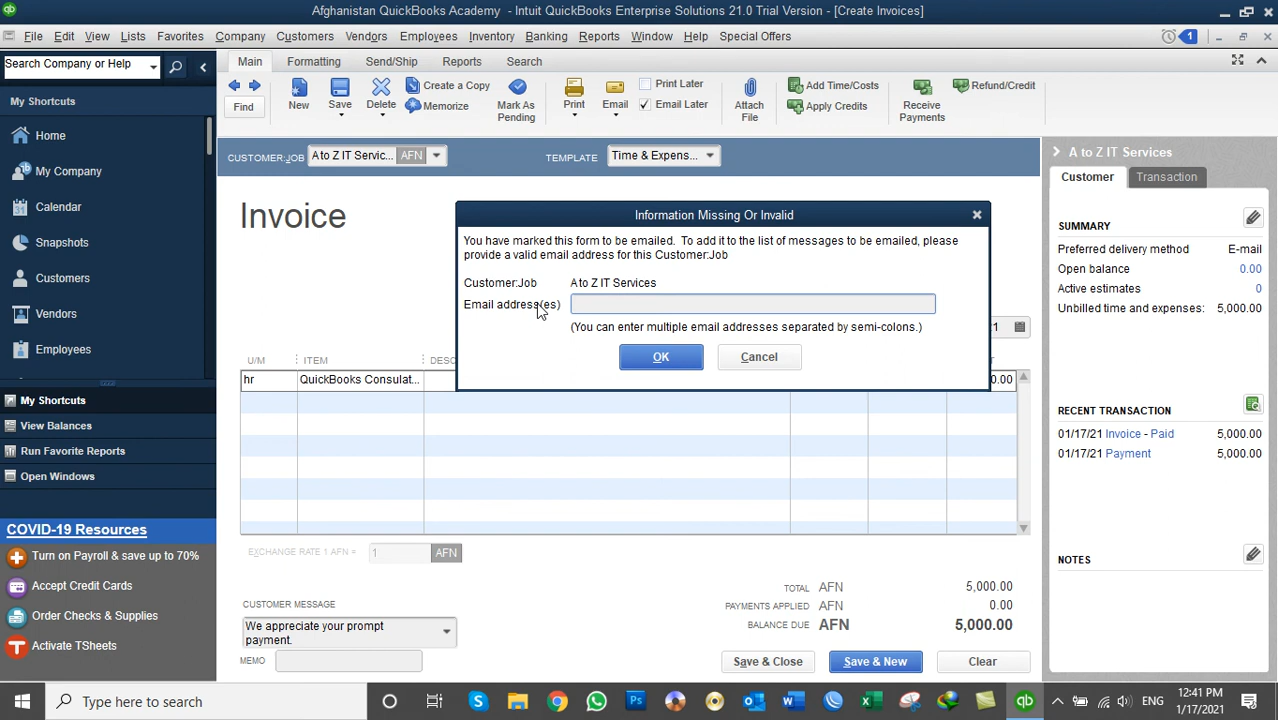 Afghanistan QuickBooks Academy - Intuit QuickBooks Enterprise Solutions 21.0 Trial Version - [Create Invoices]
File Edit View Lists Favorites Company Customers Vendors Employees Inventory Banking Reports Window Help Special Offers 1
Search Company or Help
Main Formatting Send/Ship Reports Search
Find
New
Save
Delete
Create a Copy
Memorize
Mark As
Pending
Print
Email
Print Later
Email Later
Attach
File
Add Time/Costs
Apply Credits
Receive
Payments
Refund/Credit
My Shortcuts
Home
My Company
Calendar
Snapshots
Customers
Vendors
Employees
My Shortcuts
View Balances
Run Favorite Reports
Open Windows
COVID-19 Resources
Turn on Payroll & save up to 70%
Accept Credit Cards
Order Checks & Supplies
Activate TSheets
CUSTOMER:JOB A to Z IT Servic... AFN TEMPLATE Time & Expens...
Invoice
Information Missing Or Invalid
You have marked this form to be emailed. To add it to the list of messages to be emailed, please
provide a valid email address for this Customer:Job
Customer:Job A to Z IT Services
Email address(es)
(You can enter multiple email addresses separated by semi-colons.)
OK Cancel
1
U/M ITEM DESC T
hr QuickBooks Consulat... 0.00
EXCHANGE RATE 1 AFN = 1 AFN
TOTAL AFN 5,000.00
PAYMENTS APPLIED AFN 0.00
BALANCE DUE AFN 5,000.00
CUSTOMER MESSAGE
We appreciate your prompt
payment.
MEMO
Save & Close Save & New Clear
A to Z IT Services
Customer Transaction
SUMMARY
Preferred delivery method E-mail
Open balance 0.00
Active estimates 0
Unbilled time and expenses: 5,000.00
RECENT TRANSACTION
01/17/21 Invoice - Paid 5,000.00
01/17/21 Payment 5,000.00
NOTES
Type here to search
ENG
12:41 PM
1/17/2021